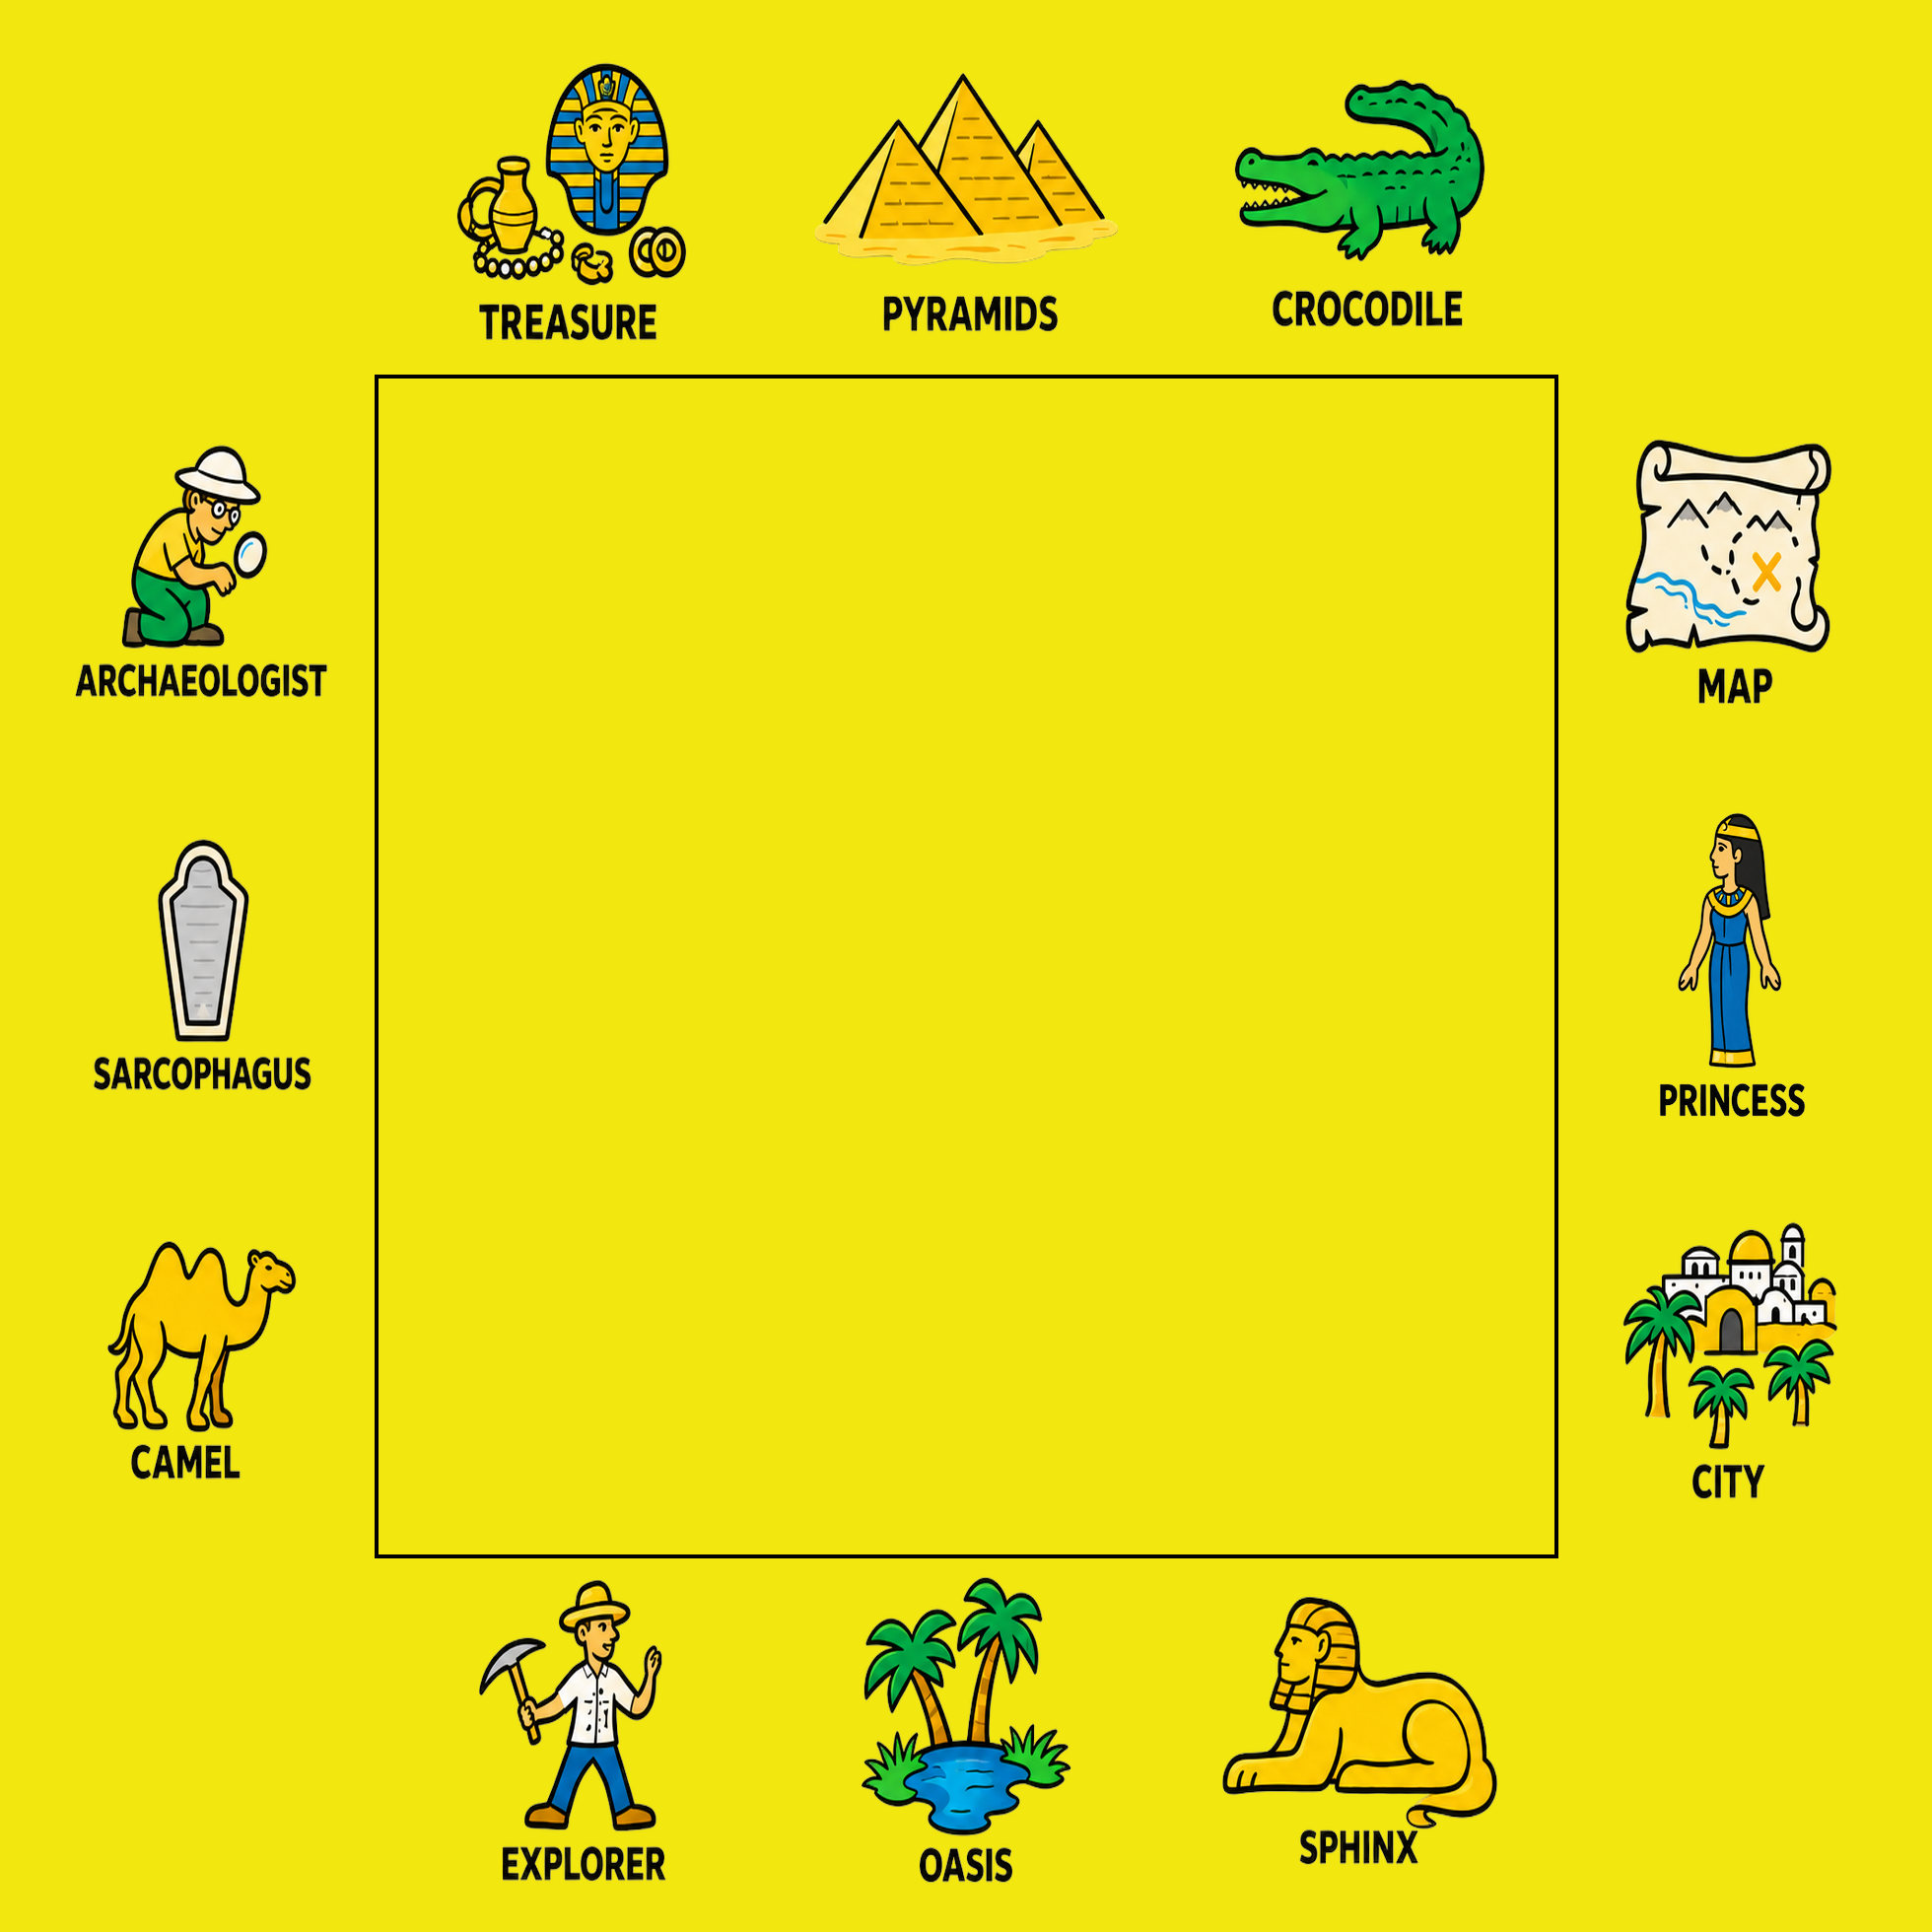 TREASURE
PYRAMIDS
CROCODILE
ARCHAEOLOGIST
MAP
SARCOPHAGUS
PRINCESS
CAMEL
CITY
EXPLORER
OASIS
SPHINX